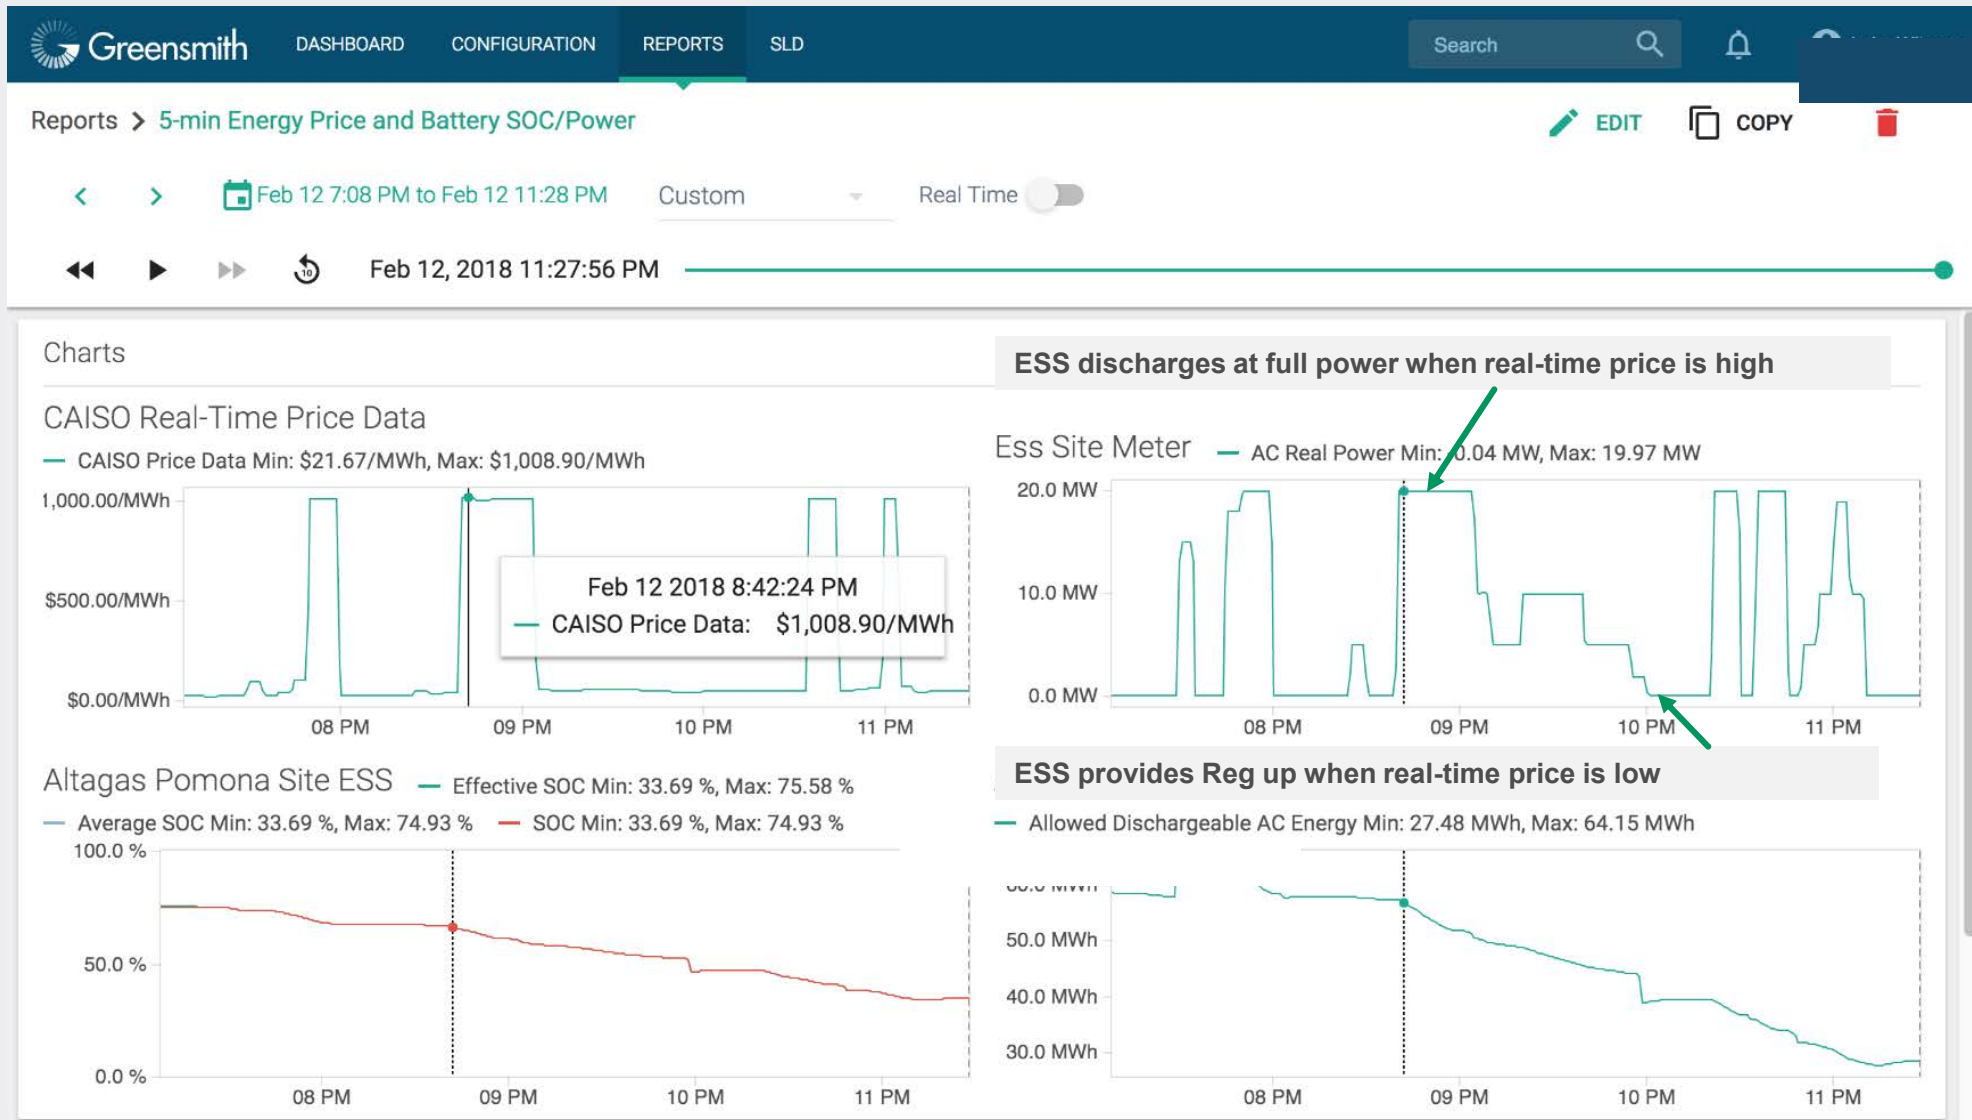 Greensmith DASHBOARD CONFIGURATION REPORTS SLD Search
Reports > 5-min Energy Price and Battery SOC/Power EDIT COPY
Feb 12 7:08 PM to Feb 12 11:28 PM Custom Real Time
10 Feb 12, 2018 11:27:56 PM
Charts
ESS discharges at full power when real-time price is high
CAISO Real-Time Price Data
CAISO Price Data Min: $21.67/MWh, Max: $1,008.90/MWh
1,000.00/MWh
$500.00/MWh
$0.00/MWh
08 PM 09 PM 10 PM 11 PM
Feb 12 2018 8:42:24 PM
CAISO Price Data: $1,008.90/MWh
Ess Site Meter AC Real Power Min: 0.04 MW, Max: 19.97 MW
20.0 MW
10.0 MW
0.0 MW
08 PM 09 PM 10 PM 11 PM
ESS provides Reg up when real-time price is low
Altagas Pomona Site ESS Effective SOC Min: 33.69 %, Max: 75.58 %
Average SOC Min: 33.69 %, Max: 74.93 % SOC Min: 33.69 %, Max: 74.93 %
100.0 %
50.0 %
0.0 %
08 PM 09 PM 10 PM 11 PM
Allowed Dischargeable AC Energy Min: 27.48 MWh, Max: 64.15 MWh
50.0 MWh
40.0 MWh
30.0 MWh
08 PM 09 PM 10 PM 11 PM